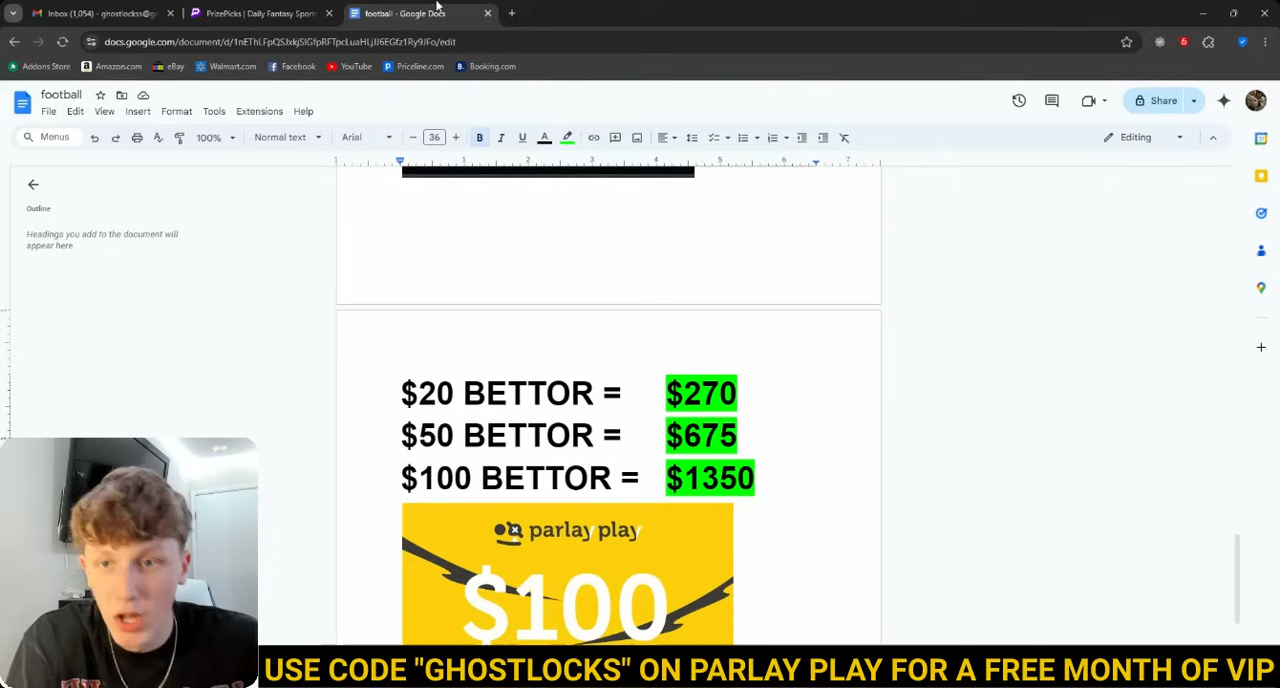 Inbox (1,054) - ghostlockss@g
PrizePicks | Daily Fantasy Sports
football - Google Docs
docs.google.com/document/d/1nEThLFpQSJxkjSlGfpRFTpcLuaHLjJJ6EGfz1Ry9JFo/edit
Addons Store
Amazon.com
eBay
Walmart.com
Facebook
YouTube
Priceline.com
Booking.com
football
File Edit View Insert Format Tools Extensions Help
Share
Menus
100%
Normal text
Arial
36
Editing
Outline
Headings you add to the document will
appear here.
$20 BETTOR = $270
$50 BETTOR = $675
$100 BETTOR = $1350
parlay play
$100
USE CODE "GHOSTLOCKS" ON PARLAY PLAY FOR A FREE MONTH OF VIP